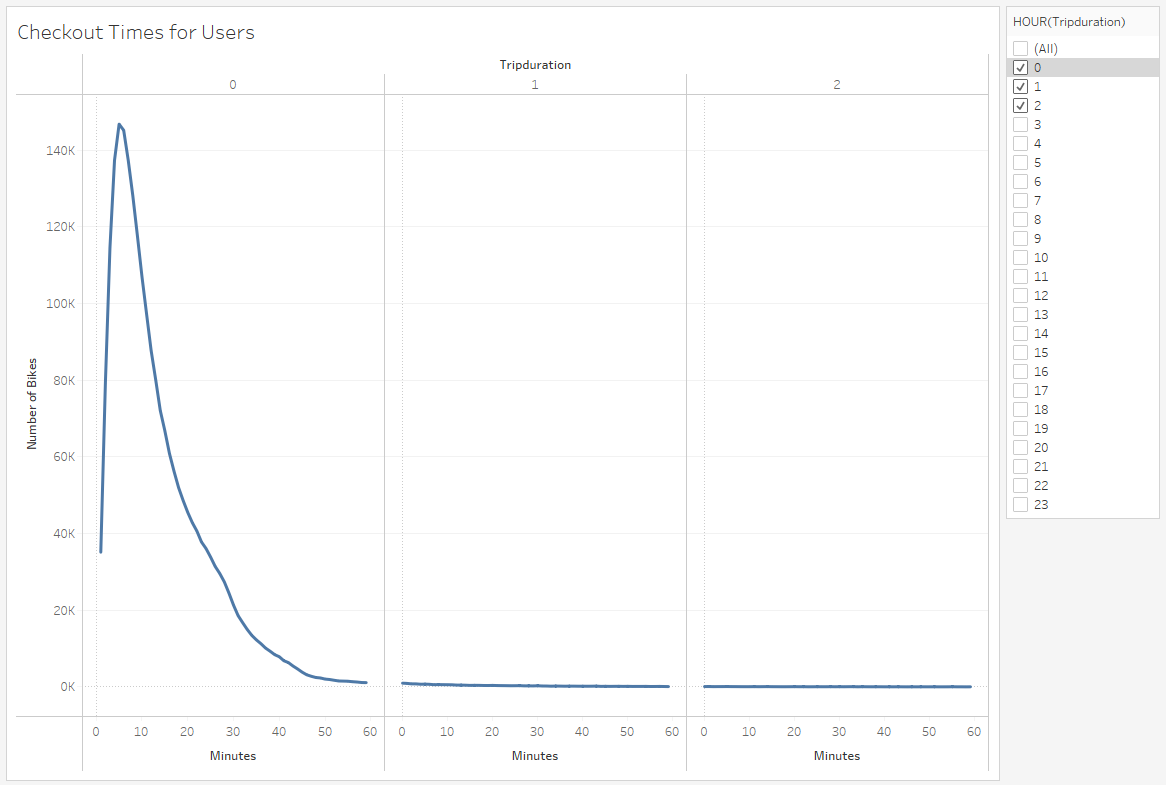 Checkout Times for Users
Tripduration
0 1 2
140K
120K
100K
80K
60K
40K
20K
0K
Number of Bikes
0 10 20 30 40 50 60 0 10 20 30 40 50 60 0 10 20 30 40 50 60
Minutes Minutes Minutes
HOUR(Tripduration)
(All)
0
1
2
3
4
5
6
7
8
9
10
11
12
13
14
15
16
17
18
19
20
21
22
23